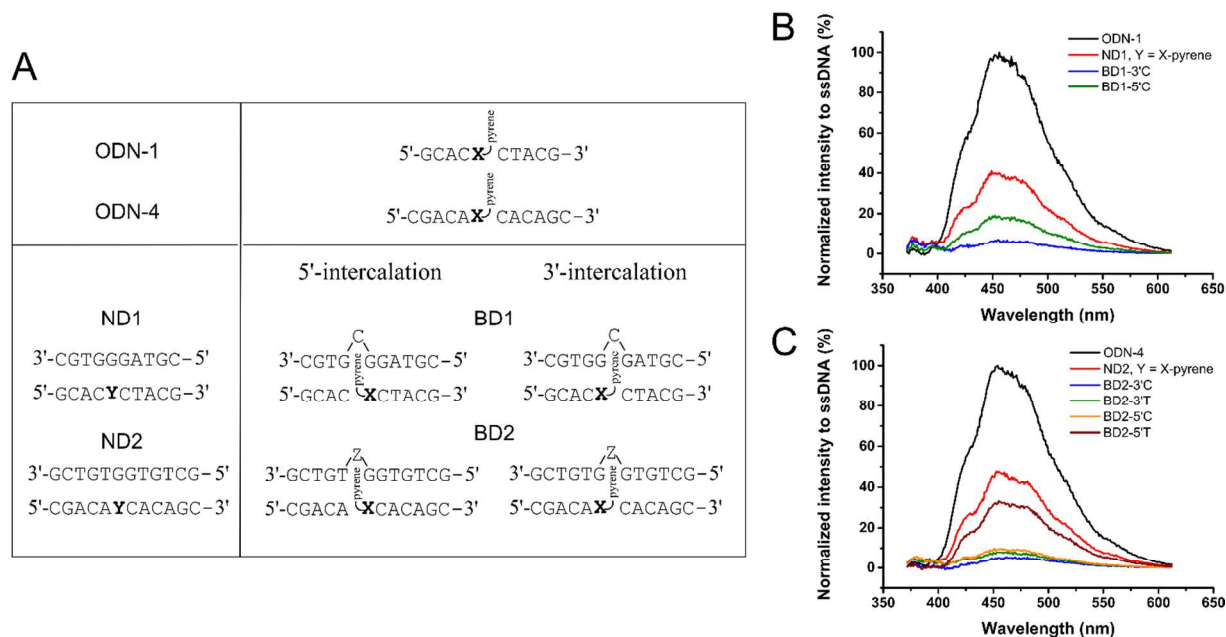 A
ODN-1
pyrene
5'-GCACX CTACG-3'
ODN-4
pyrene
5'-CGACAX CACAGC-3'
5'-intercalation
3'-intercalation
ND1
BD1
3'-CGTGGGATGC-5'
5'-GCACYCTACG-3'
C
3'-CGTG GGATGC-5'
pyrene
5'-GCAC XCTACG-3'
C
3'-CGTGG GATGC-5'
pyrene
5'-GCACX CTACG-3'
ND2
BD2
3'-GCTGTGGTGTCG-5'
5'-CGACAYCACAGC-3'
Z
3'-GCTGT GGTGTCG-5'
pyrene
5'-CGACA XCACAGC-3'
Z
3'-GCTGTG GTGTCG-5'
pyrene
5'-CGACAX CACAGC-3'
B
Normalized intensity to ssDNA (%)
100
80
60
40
20
0
ODN-1
ND1, Y = X-pyrene
BD1-3'C
BD1-5'C
350 400 450 500 550 600 650
Wavelength (nm)
C
Normalized intensity to ssDNA (%)
100
80
60
40
20
0
ODN-4
ND2, Y = X-pyrene
BD2-3'C
BD2-3'T
BD2-5'C
BD2-5'T
350 400 450 500 550 600 650
Wavelength (nm)